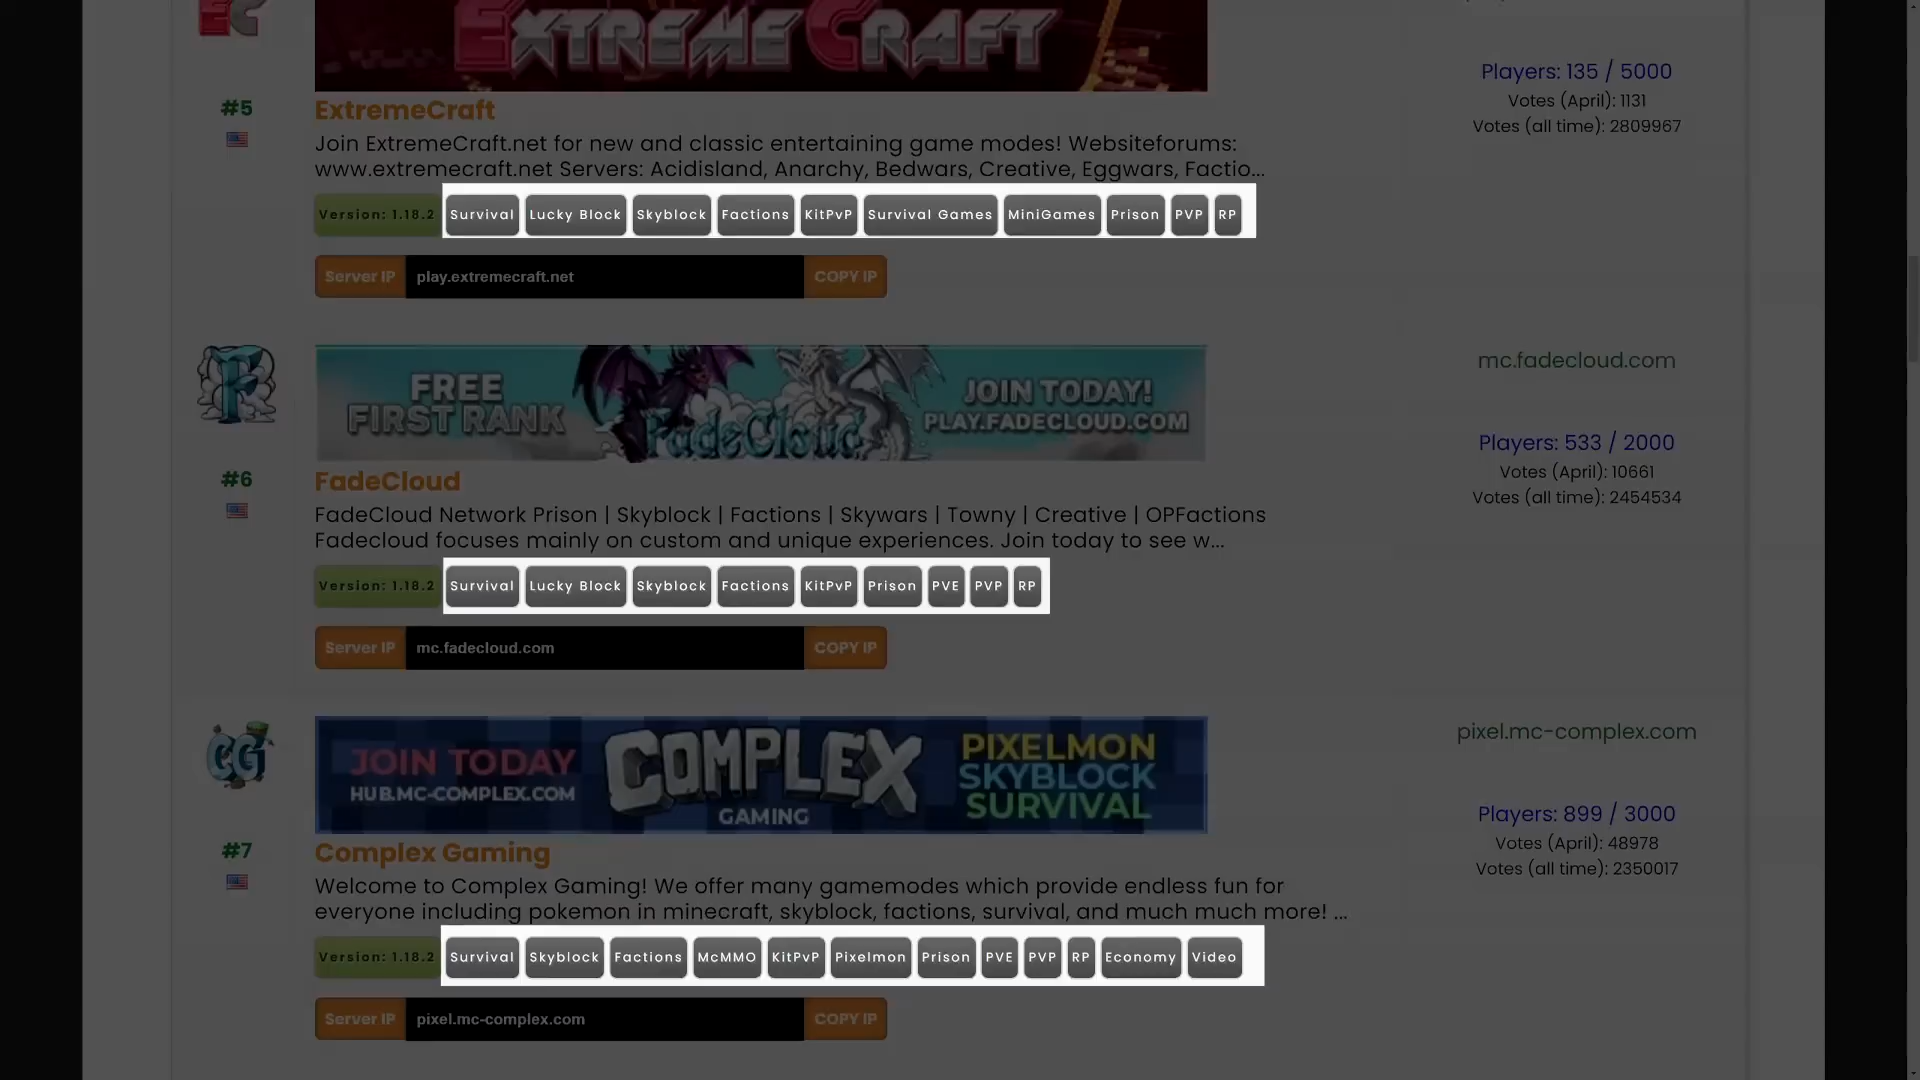 EC
EXTREME CRAFT
Players: 135 / 5000
Votes (April): 1131
Votes (all time): 2809967
#5
ExtremeCraft
Join ExtremeCraft.net for new and classic entertaining game modes! Websiteforums:
www.extremecraft.net Servers: Acidisland, Anarchy, Bedwars, Creative, Eggwars, Factio...
Version: 1.18.2 Survival Lucky Block Skyblock Factions KitPvP Survival Games MiniGames Prison PVP RP
Server IP play.extremecraft.net COPY IP
F
FREE
FIRST RANK
FadeCloud
JOIN TODAY!
PLAY.FADECLOUD.COM
mc.fadecloud.com
Players: 533 / 2000
Votes (April): 10661
Votes (all time): 2454534
#6
FadeCloud
FadeCloud Network Prison | Skyblock | Factions | Skywars | Towny | Creative | OPFactions
Fadecloud focuses mainly on custom and unique experiences. Join today to see w...
Version: 1.18.2 Survival Lucky Block Skyblock Factions KitPvP Prison PVE PVP RP
Server IP mc.fadecloud.com COPY IP
CG
JOIN TODAY
HUB.MC-COMPLEX.COM
COMPLEX
GAMING
PIXELMON
SKYBLOCK
SURVIVAL
pixel.mc-complex.com
Players: 899 / 3000
Votes (April): 48978
Votes (all time): 2350017
#7
Complex Gaming
Welcome to Complex Gaming! We offer many gamemodes which provide endless fun for
everyone including pokemon in minecraft, skyblock, factions, survival, and much much more! ...
Version: 1.18.2 Survival Skyblock Factions McMMO KitPvP Pixelmon Prison PVE PVP RP Economy Video
Server IP pixel.mc-complex.com COPY IP